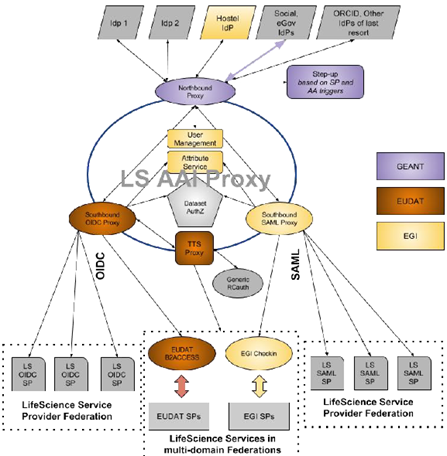 Idp 1
Idp 2
Hostel
IdP
Social,
eGov
IdPs
ORCID, Other
IdPs of last
resort
Northbound
Proxy
Step-up
based on SP and
AA triggers
User
Management
Attribute
Service
LS AAI Proxy
Dataset
AuthZ
GEANT
EUDAT
EGI
Southbound
OIDC Proxy
Southbound
SAML Proxy
TTS
Proxy
OIDC
SAML
Generic
RCauth
EUDAT
B2ACCESS
EGI Checkin
LS
OIDC
SP
LS
OIDC
SP
LS
OIDC
SP
LS
SAML
SP
LS
SAML
SP
LS
SAML
SP
LifeScience Service
Provider Federation
EUDAT SPs
EGI SPs
LifeScience Service
Provider Federation
LifeScience Services in
multi-domain Federations